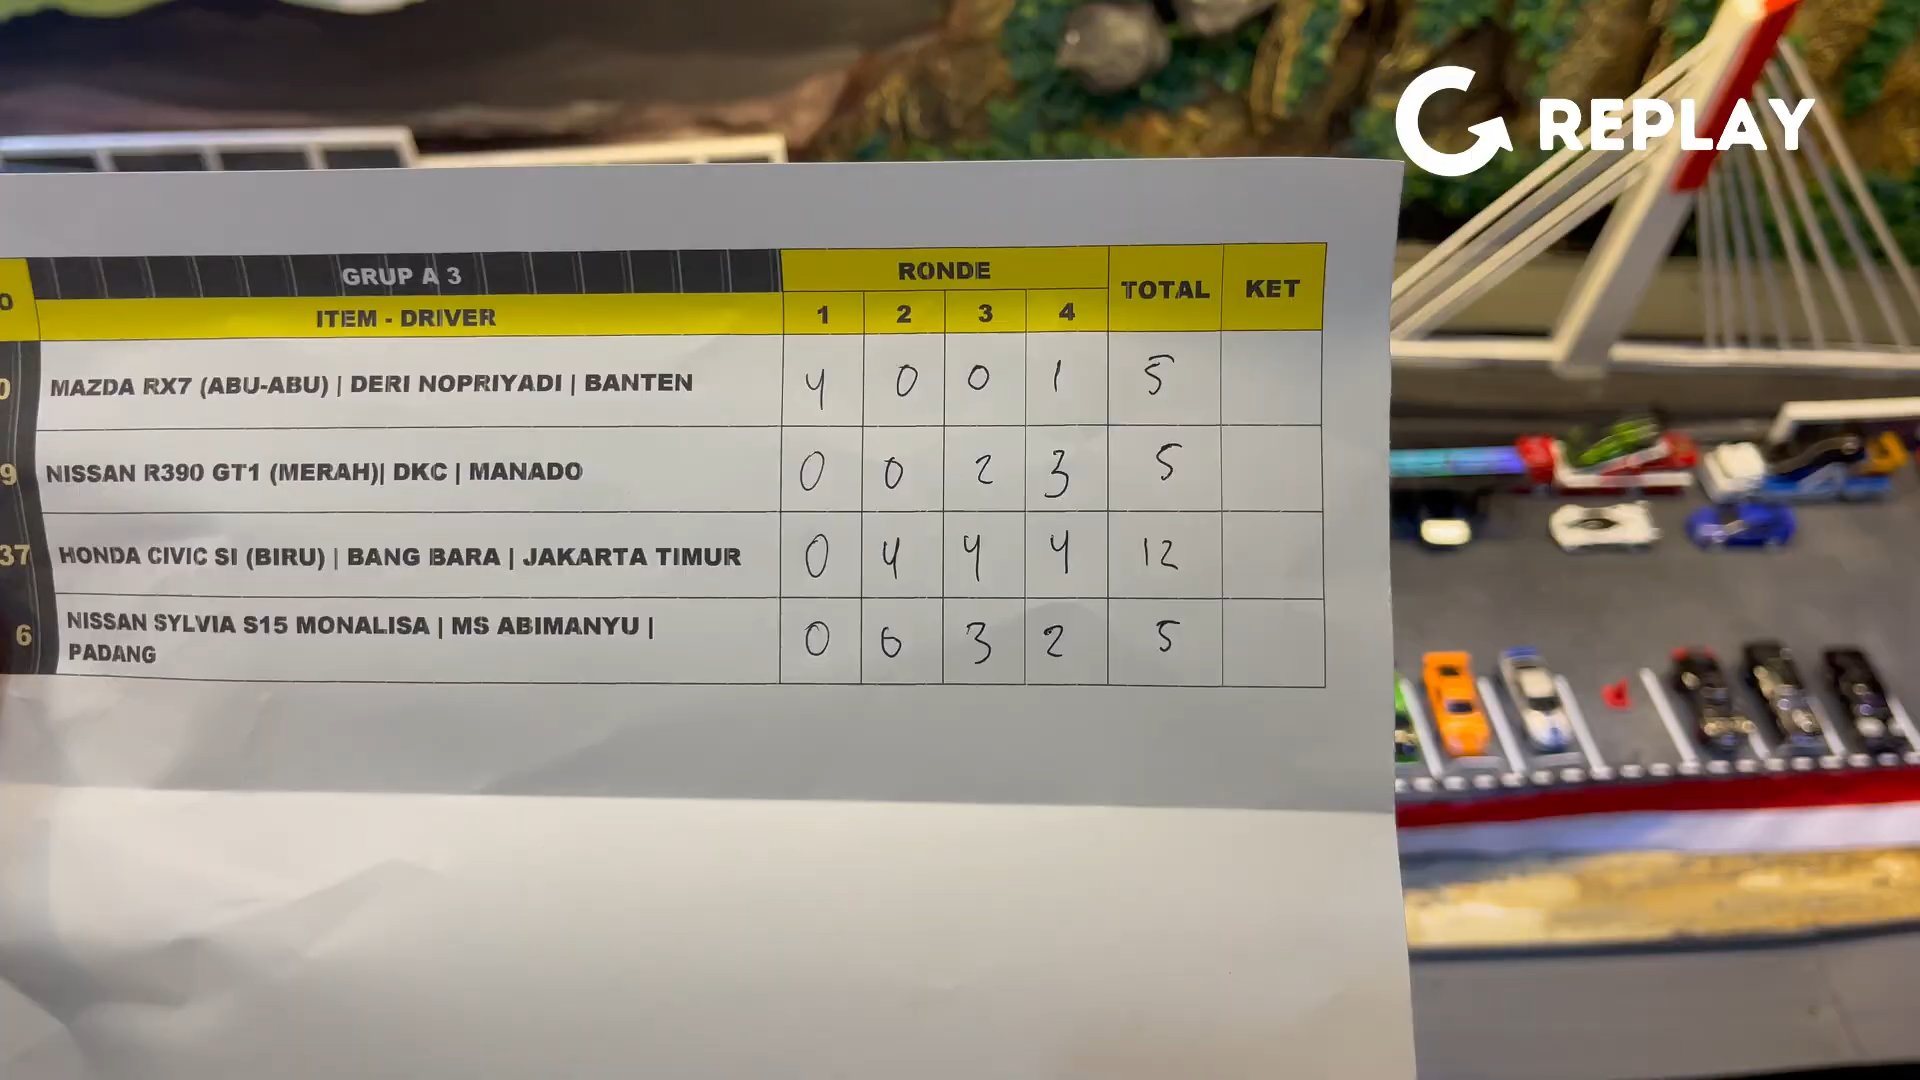 REPLAY
GRUP A 3 RONDE TOTAL KET
ITEM - DRIVER 1 2 3 4
MAZDA RX7 (ABU-ABU) | DERI NOPRIYADI | BANTEN 4 0 0 1 5
9 NISSAN R390 GT1 (MERAH)| DKC | MANADO 0 0 2 3 5
37 HONDA CIVIC SI (BIRU) | BANG BARA | JAKARTA TIMUR 0 4 4 4 12
6 NISSAN SYLVIA S15 MONALISA | MS ABIMANYU | 0 0 3 2 5
PADANG